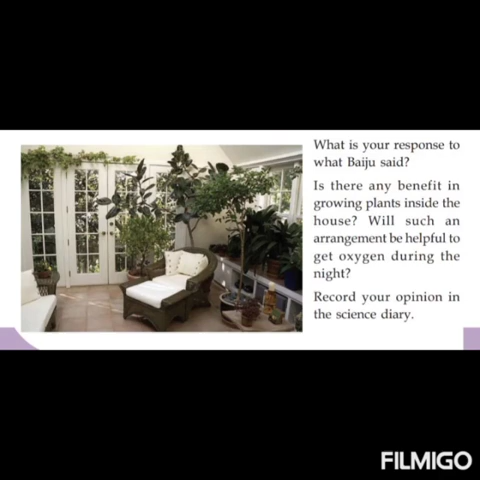 What is your response to
what Baiju said?
Is there any benefit in
growing plants inside the
house? Will such an
arrangement be helpful to
get oxygen during the
night?
Record your opinion in
the science diary.
FILMIGO